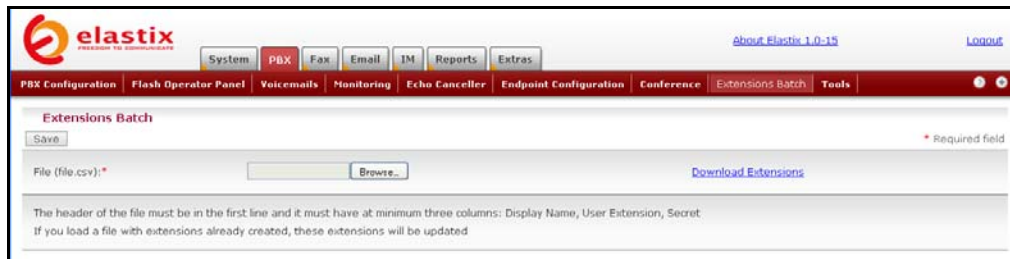 elastix
FREEDOM TO COMMUNICATE
System PBX Fax Email IM Reports Extras
About Elastix 1.0-15
Logout
PBX Configuration Flash Operator Panel Voicemails Monitoring Echo Canceller Endpoint Configuration Conference Extensions Batch Tools
Extensions Batch
Save
* Required field
File (file.csv):*
Browse...
Download Extensions
The header of the file must be in the first line and it must have at minimum three columns: Display Name, User Extension, Secret
If you load a file with extensions already created, these extensions will be updated